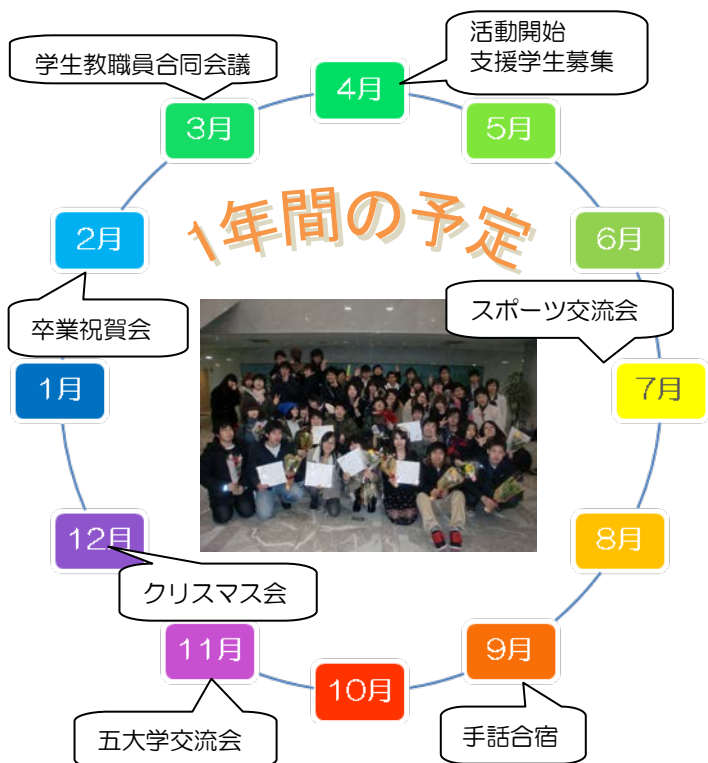 1年間の予定
4月
活動開始
支援学生募集
5月
6月
7月
スポーツ交流会
8月
9月
手話合宿
10月
11月
五大学交流会
12月
クリスマス会
1月
2月
卒業祝賀会
3月
学生教職員合同会議